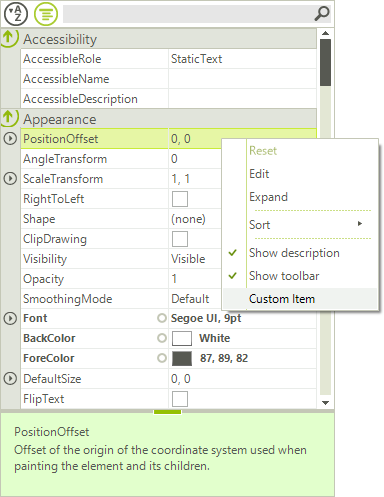 A
Z
Accessibility
AccessibleRole StaticText
AccessibleName
AccessibleDescription
Appearance
PositionOffset 0, 0
AngleTransform 0
ScaleTransform 1, 1
RightToLeft
Shape (none)
ClipDrawing
Visibility Visible
Opacity 1
SmoothingMode Default
Font Segoe UI, 9pt
BackColor White
ForeColor 87, 89, 82
DefaultSize 0, 0
FlipText
Reset
Edit
Expand
Sort
Show description
Show toolbar
Custom Item
PositionOffset
Offset of the origin of the coordinate system used when
painting the element and its children.